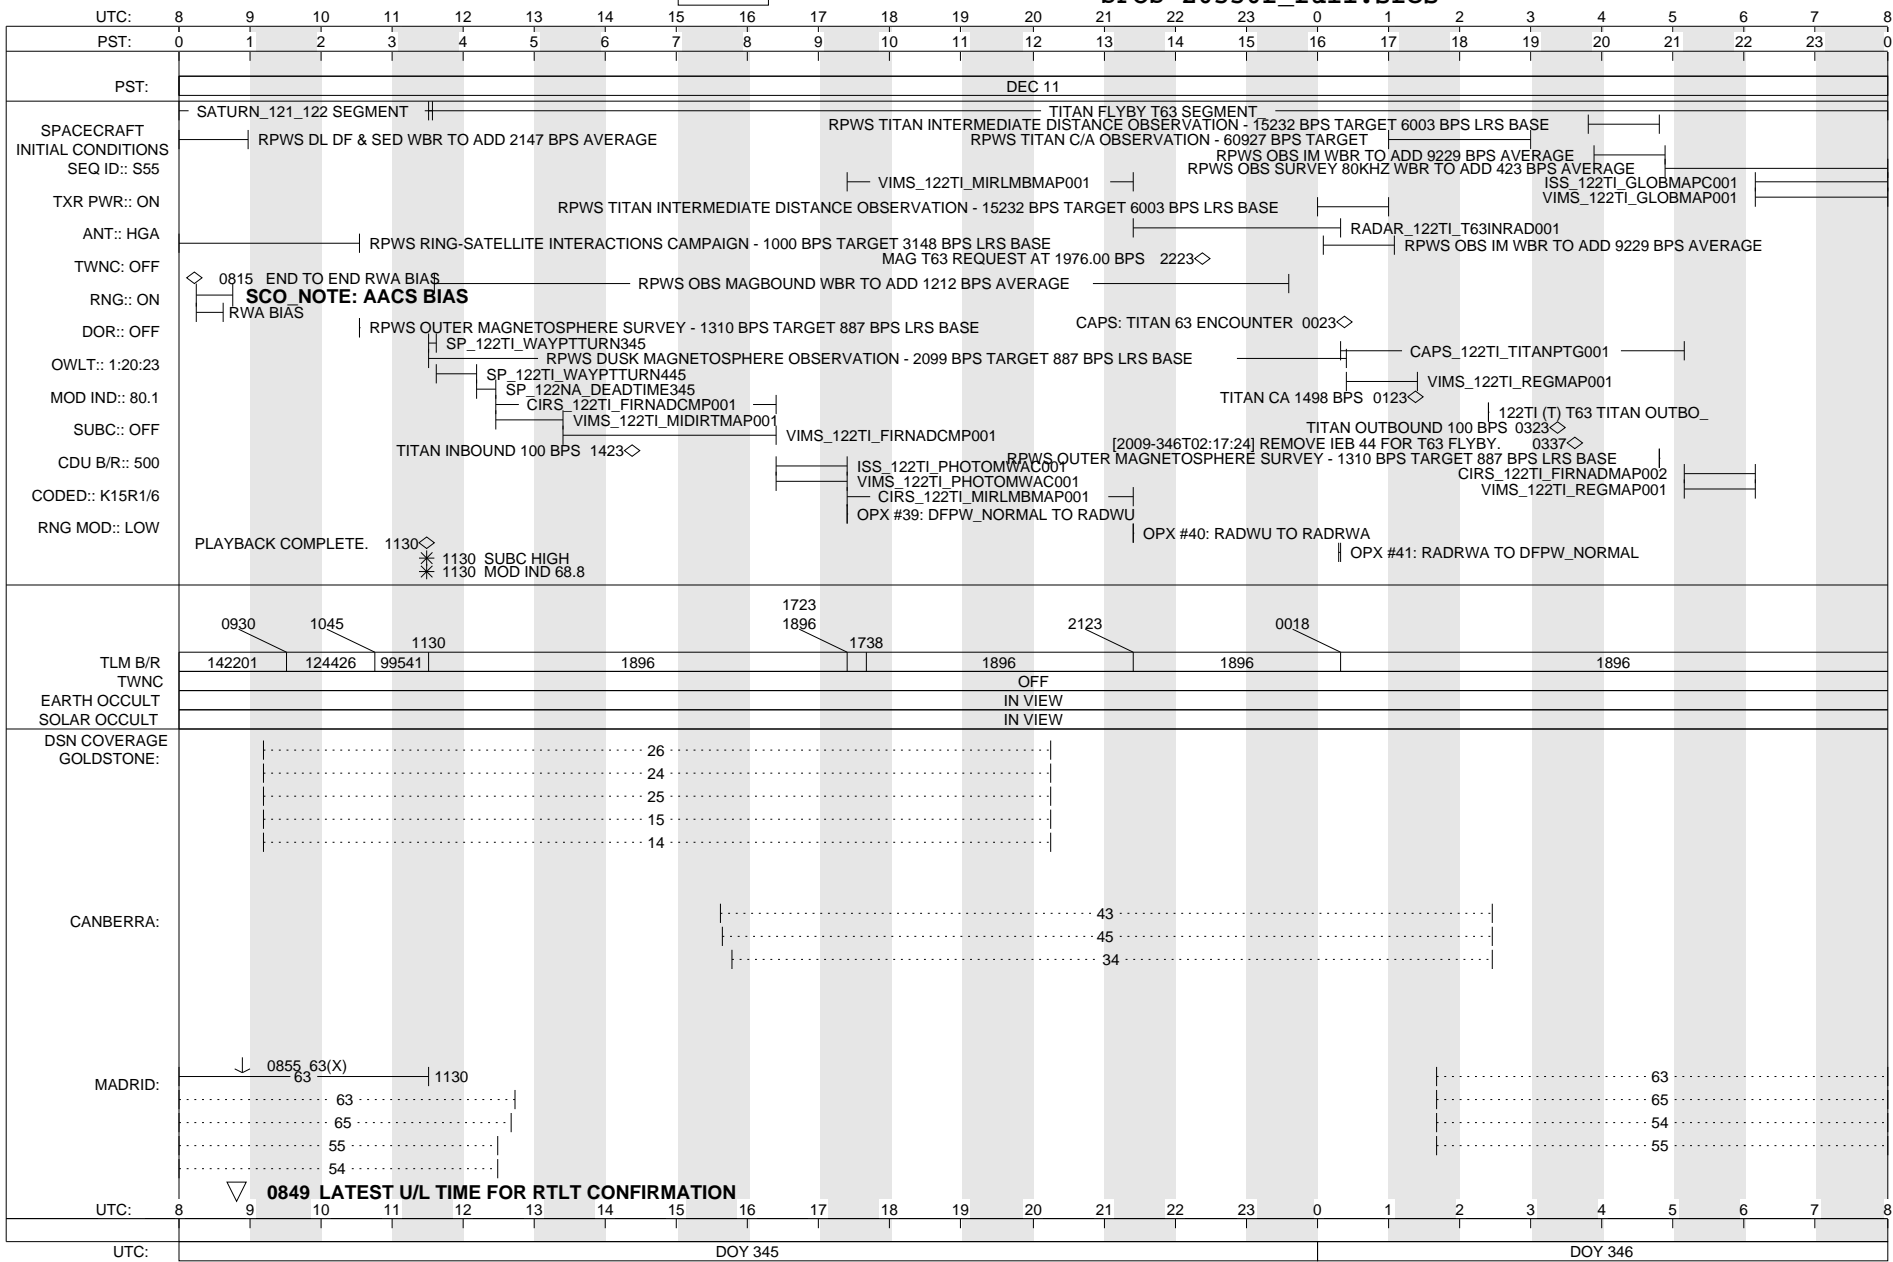 UTC: 8 9 10 11 12 13 14 15 16 17 18 19 20 21 22 23 0 1 2 3 4 5 6 7 8
PST: 0 1 2 3 4 5 6 7 8 9 10 11 12 13 14 15 16 17 18 19 20 21 22 23 0
PST: DEC 11
SATURN_121_122 SEGMENT TITAN FLYBY T63 SEGMENT
SPACECRAFT
INITIAL CONDITIONS
SEQ ID:: S55
TXR PWR:: ON
ANT:: HGA
TWNC: OFF
RNG:: ON
DOR:: OFF
OWLT:: 1:20:23
MOD IND:: 80.1
SUBC:: OFF
CDU B/R:: 500
CODED:: K15R1/6
RNG MOD:: LOW
RPWS TITAN INTERMEDIATE DISTANCE OBSERVATION - 15232 BPS TARGET 6003 BPS LRS BASE
RPWS DL DF & SED WBR TO ADD 2147 BPS AVERAGE
RPWS TITAN C/A OBSERVATION - 60927 BPS TARGET
RPWS OBS IM WBR TO ADD 9229 BPS AVERAGE
RPWS OBS SURVEY 80KHZ WBR TO ADD 423 BPS AVERAGE
VIMS_122TI_MIRLMBMAP001
ISS_122TI_GLOBMAPC001
VIMS_122TI_GLOBMAP001
RPWS TITAN INTERMEDIATE DISTANCE OBSERVATION - 15232 BPS TARGET 6003 BPS LRS BASE
RADAR_122TI_T63INRAD001
RPWS RING-SATELLITE INTERACTIONS CAMPAIGN - 1000 BPS TARGET 3148 BPS LRS BASE
RPWS OBS IM WBR TO ADD 9229 BPS AVERAGE
MAG T63 REQUEST AT 1976.00 BPS 2223
0815 END TO END RWA BIAS
RPWS OBS MAGBOUND WBR TO ADD 1212 BPS AVERAGE
SCO_NOTE: AACS BIAS
RWA BIAS
CAPS: TITAN 63 ENCOUNTER 0023
RPWS OUTER MAGNETOSPHERE SURVEY - 1310 BPS TARGET 887 BPS LRS BASE
SP_122TI_WAYPTTURN345
CAPS_122TI_TITANPTG001
RPWS DUSK MAGNETOSPHERE OBSERVATION - 2099 BPS TARGET 887 BPS LRS BASE
SP_122TI_WAYPTTURN445
VIMS_122TI_REGMAP001
SP_122NA_DEADTIME345
TITAN CA 1498 BPS 0123
CIRS_122TI_FIRNADCMP001
122TI (T) T63 TITAN OUTBO_
VIMS_122TI_MIDIRTMAP001
TITAN OUTBOUND 100 BPS 0323
VIMS_122TI_FIRNADCMP001
[2009-346T02:17:24] REMOVE IEB 44 FOR T63 FLYBY. 0337
TITAN INBOUND 100 BPS 1423
RPWS OUTER MAGNETOSPHERE SURVEY - 1310 BPS TARGET 887 BPS LRS BASE
ISS_122TI_PHOTOMWAC001
CIRS_122TI_FIRNADMAP002
VIMS_122TI_PHOTOMWAC001
VIMS_122TI_REGMAP001
CIRS_122TI_MIRLMBMAP001
OPX #39: DFPW_NORMAL TO RADWU
OPX #40: RADWU TO RADRWA
PLAYBACK COMPLETE. 1130
OPX #41: RADRWA TO DFPW_NORMAL
1130 SUBC HIGH
1130 MOD IND 68.8
1723
0930 1045 1896 2123 0018
1130 1738
TLM B/R 142201 124426 99541 1896 1896 1896 1896
TWNC OFF
EARTH OCCULT IN VIEW
SOLAR OCCULT IN VIEW
DSN COVERAGE
GOLDSTONE:
26
24
25
15
14
CANBERRA:
43
45
34
MADRID:
0855 63(X)
63 1130 63
63 65
65 54
55 55
54
0849 LATEST U/L TIME FOR RTLT CONFIRMATION
UTC: 8 9 10 11 12 13 14 15 16 17 18 19 20 21 22 23 0 1 2 3 4 5 6 7 8
UTC: DOY 345 DOY 346